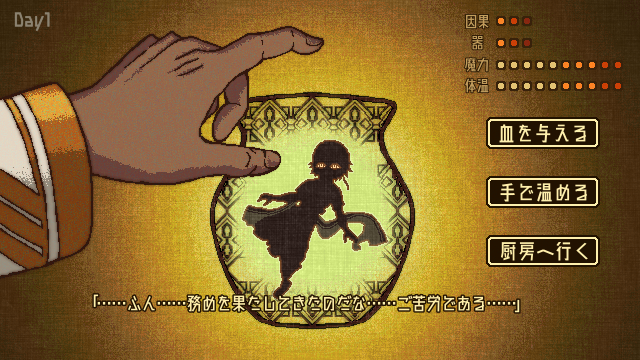 Day1
因果
器
魔力
体温
血を与える
手で温める
厨房へ行く
「……ふん……務めを果たしてきたのだな……ご苦労である……」